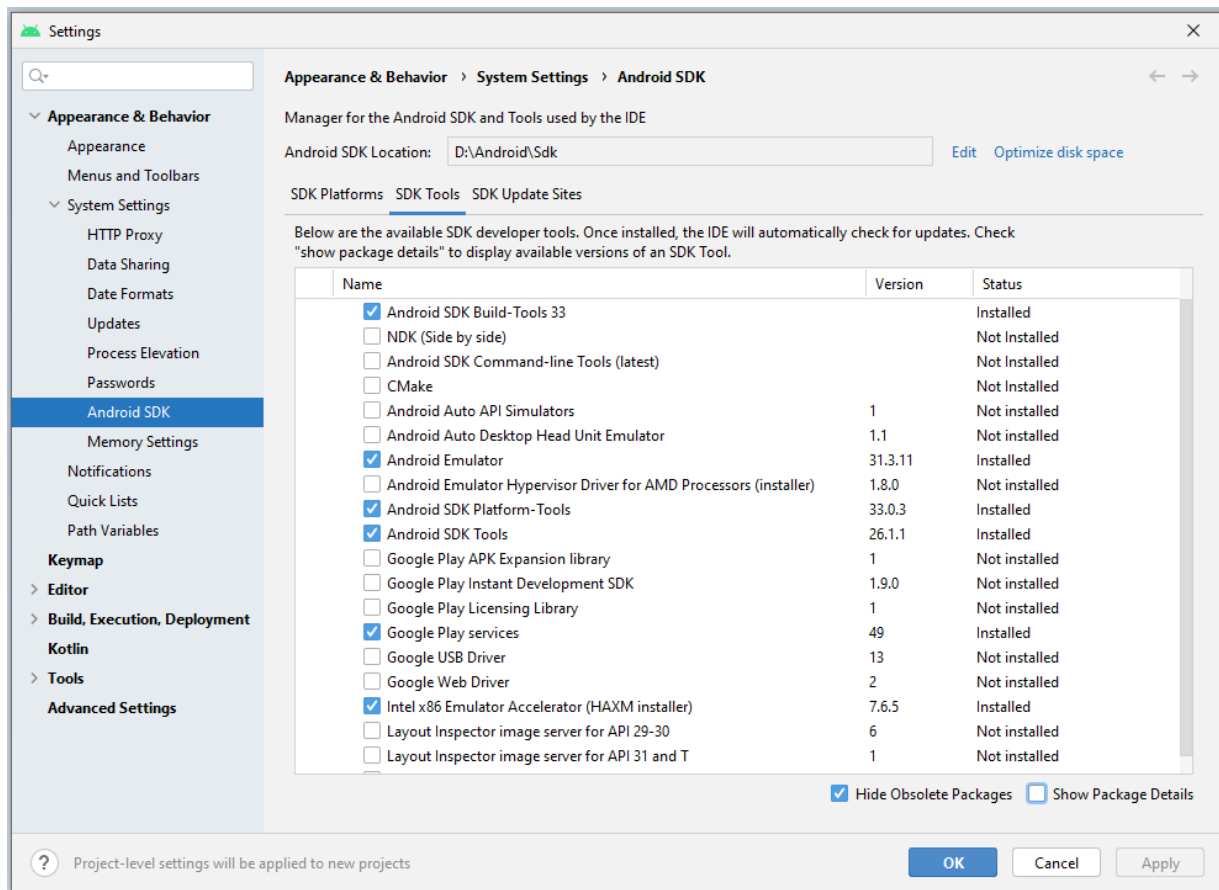 Settings
Appearance & Behavior
Appearance
Menus and Toolbars
System Settings
HTTP Proxy
Data Sharing
Date Formats
Updates
Process Elevation
Passwords
Android SDK
Memory Settings
Notifications
Quick Lists
Path Variables
Keymap
Editor
Build, Execution, Deployment
Kotlin
Tools
Advanced Settings
Appearance & Behavior > System Settings > Android SDK
Manager for the Android SDK and Tools used by the IDE
Android SDK Location: D:\Android\Sdk Edit Optimize disk space
SDK Platforms SDK Tools SDK Update Sites
Below are the available SDK developer tools. Once installed, the IDE will automatically check for updates. Check
"show package details" to display available versions of an SDK Tool.
Name Version Status
Android SDK Build-Tools 33 Installed
NDK (Side by side) Not Installed
Android SDK Command-line Tools (latest) Not Installed
CMake Not Installed
Android Auto API Simulators 1 Not installed
Android Auto Desktop Head Unit Emulator 1.1 Not installed
Android Emulator 31.3.11 Installed
Android Emulator Hypervisor Driver for AMD Processors (installer) 1.8.0 Not installed
Android SDK Platform-Tools 33.0.3 Installed
Android SDK Tools 26.1.1 Installed
Google Play APK Expansion library 1 Not installed
Google Play Instant Development SDK 1.9.0 Not installed
Google Play Licensing Library 1 Not installed
Google Play services 49 Installed
Google USB Driver 13 Not installed
Google Web Driver 2 Not installed
Intel x86 Emulator Accelerator (HAXM installer) 7.6.5 Installed
Layout Inspector image server for API 29-30 6 Not installed
Layout Inspector image server for API 31 and T 1 Not installed
Hide Obsolete Packages Show Package Details
? Project-level settings will be applied to new projects
OK Cancel Apply